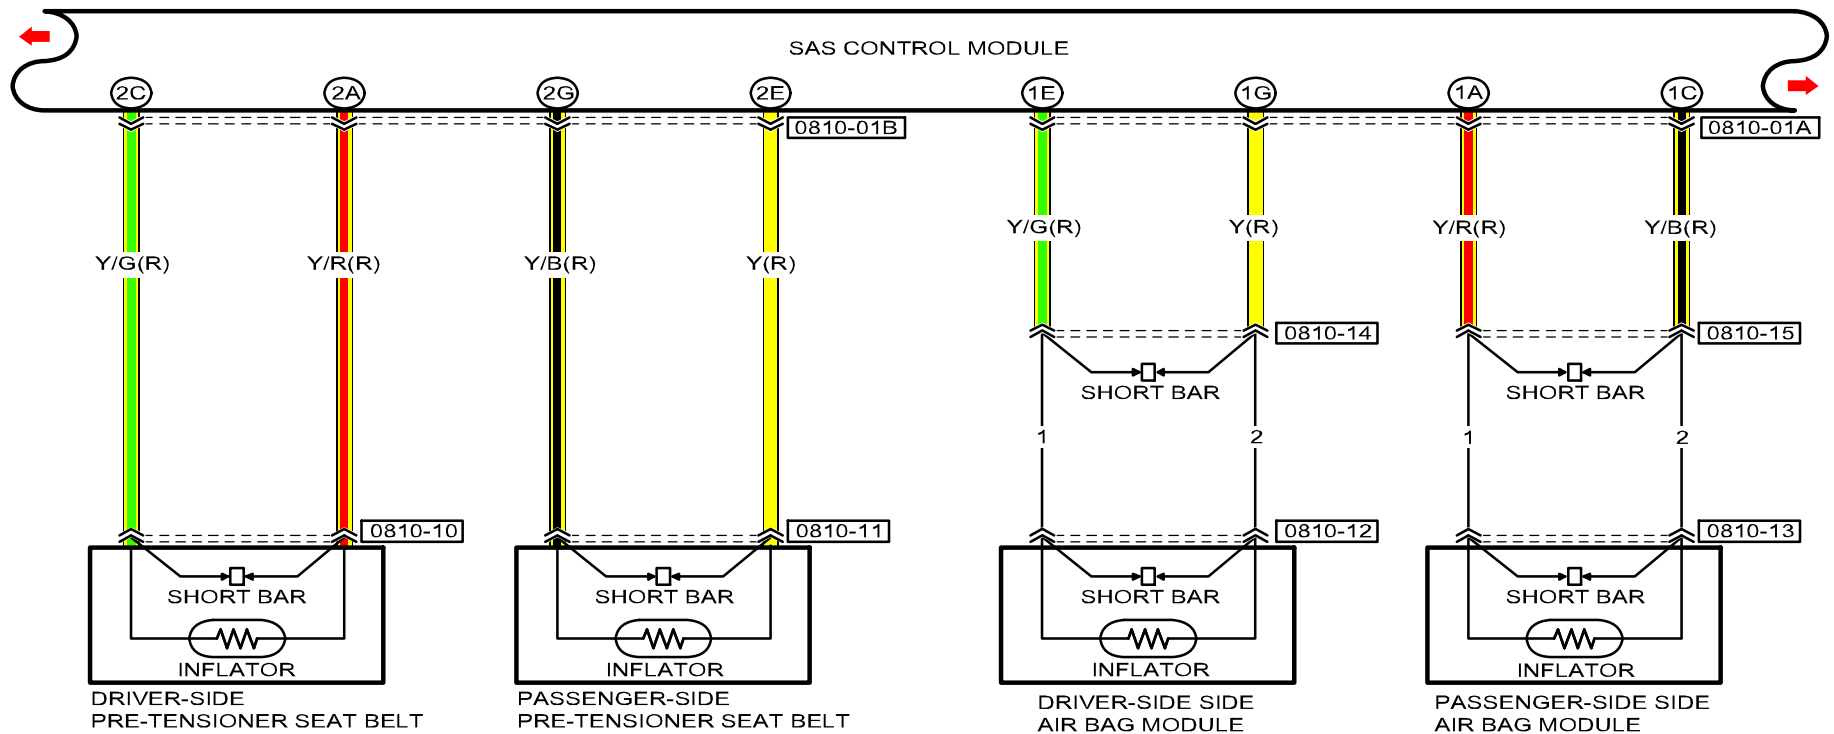 SAS CONTROL MODULE
2C 2A 2G 2E 1E 1G 1A 1C
0810-01B 0810-01A
Y/G(R) Y/R(R) Y/B(R) Y(R)
Y/G(R) Y(R) Y/R(R) Y/B(R)
0810-14 0810-15
SHORT BAR SHORT BAR
1 2 1 2
0810-10 0810-11 0810-12 0810-13
SHORT BAR SHORT BAR SHORT BAR SHORT BAR
INFLATOR INFLATOR INFLATOR INFLATOR
DRIVER-SIDE
PRE-TENSIONER SEAT BELT
PASSENGER-SIDE
PRE-TENSIONER SEAT BELT
DRIVER-SIDE SIDE
AIR BAG MODULE
PASSENGER-SIDE SIDE
AIR BAG MODULE